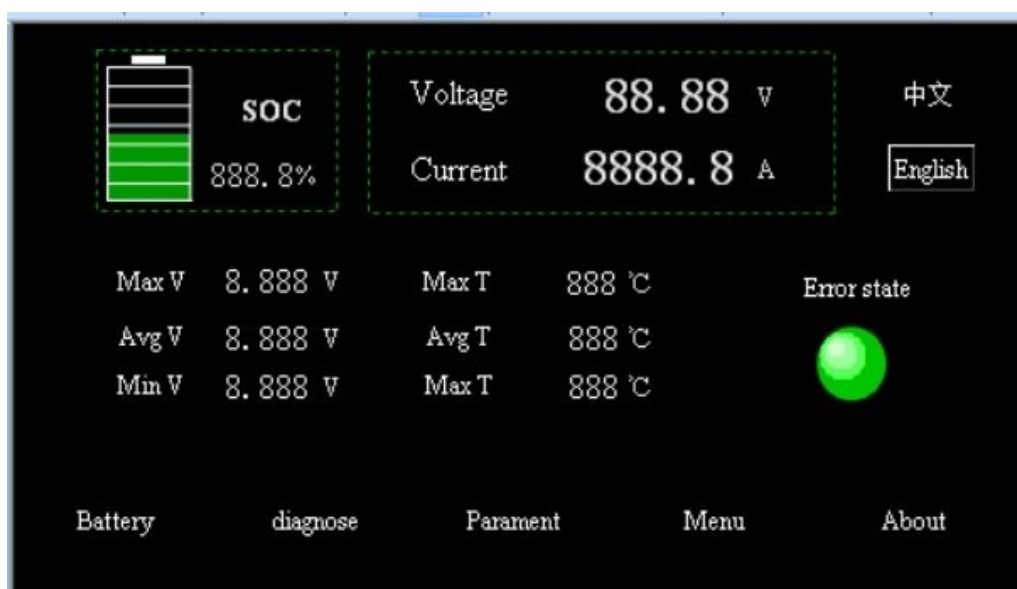 SOC
888.8%
Voltage 88.88 V
Current 8888.8 A
中文
English
Max V 8.888 V Max T 888 ℃
Avg V 8.888 V Avg T 888 ℃
Min V 8.888 V Max T 888 ℃
Error state
Battery diagnose Parament Menu About